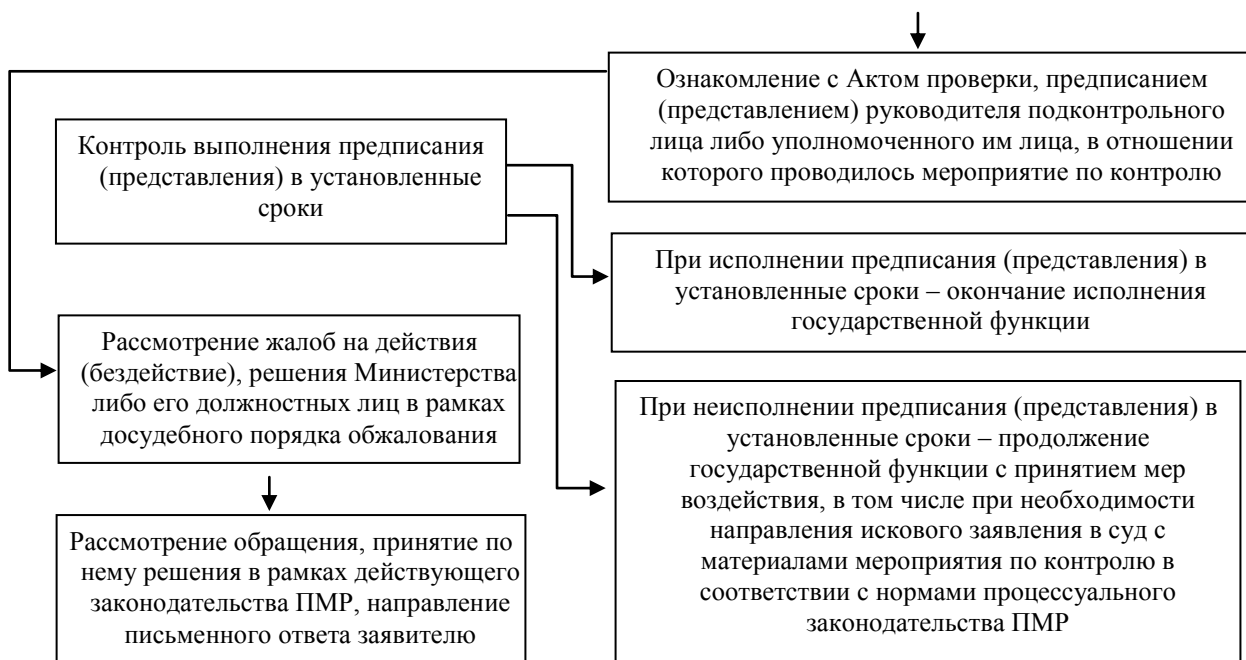 Ознакомление с Актом проверки, предписанием
(представлением) руководителя подконтрольного
лица либо уполномоченного им лица, в отношении
которого проводилось мероприятие по контролю
Контроль выполнения предписания
(представления) в установленные
сроки
При исполнении предписания (представления) в
установленные сроки – окончание исполнения
государственной функции
Рассмотрение жалоб на действия
(бездействие), решения Министерства
либо его должностных лиц в рамках
досудебного порядка обжалования
При неисполнении предписания (представления) в
установленные сроки – продолжение
государственной функции с принятием мер
воздействия, в том числе при необходимости
направления искового заявления в суд с
материалами мероприятия по контролю в
соответствии с нормами процессуального
законодательства ПМР
Рассмотрение обращения, принятие по
нему решения в рамках действующего
законодательства ПМР, направление
письменного ответа заявителю